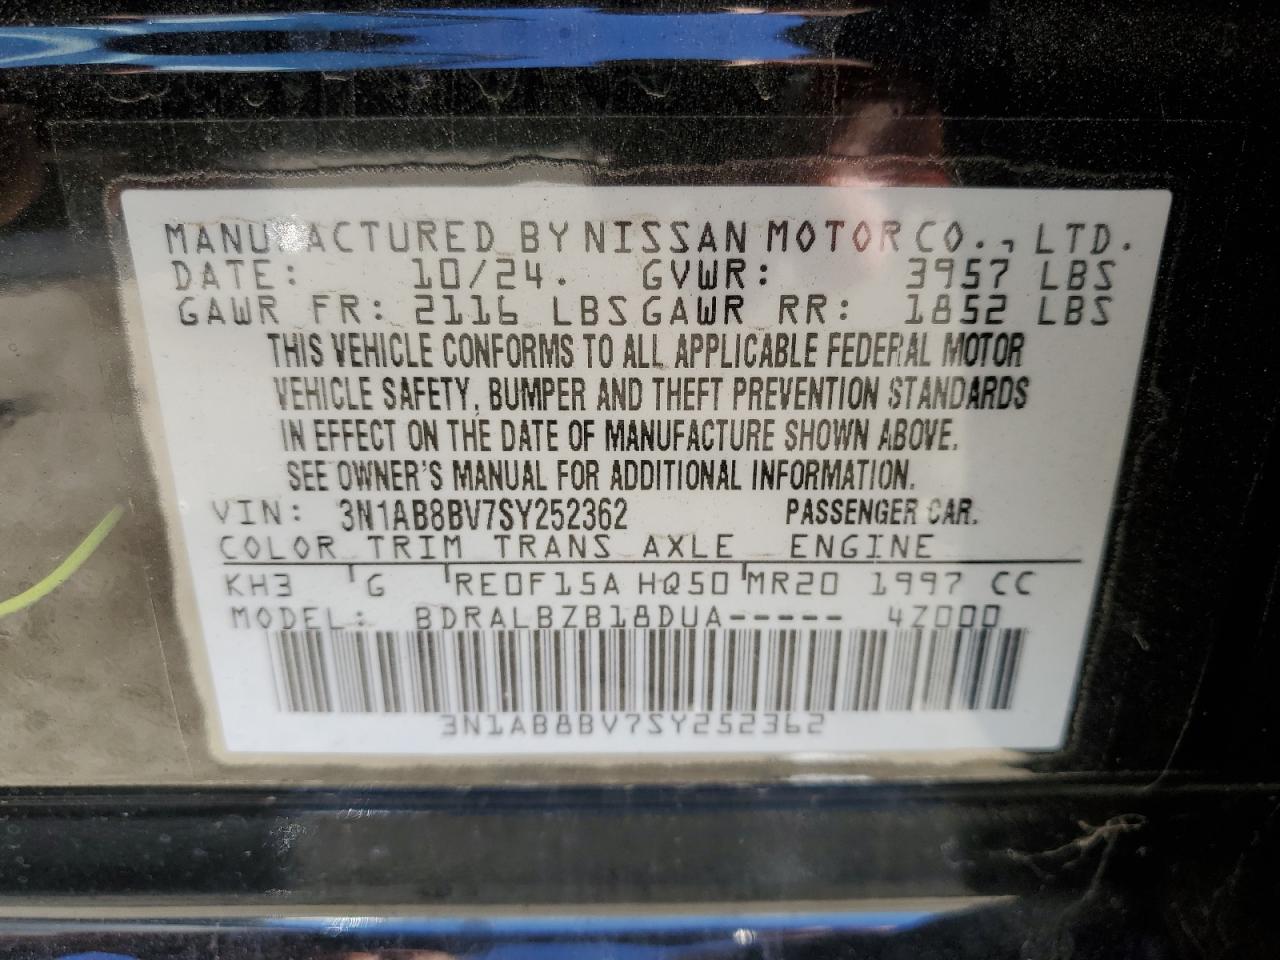 MANUFACTURED BY NISSAN MOTOR CO., LTD.
DATE: 10/24. GVWR: 3957 LBS
GAWR FR: 2116 LBS GAWR RR: 1852 LBS
THIS VEHICLE CONFORMS TO ALL APPLICABLE FEDERAL MOTOR
VEHICLE SAFETY, BUMPER AND THEFT PREVENTION STANDARDS
IN EFFECT ON THE DATE OF MANUFACTURE SHOWN ABOVE.
SEE OWNER'S MANUAL FOR ADDITIONAL INFORMATION.
VIN: 3N1AB8BV7SY252362 PASSENGER CAR.
COLOR TRIM TRANS AXLE ENGINE
KH3 G RE0F15A HQ50 MR20 1997 CC
MODEL: BDRALBZB18DUA----- 4Z000
3N1AB8BV7SY252362